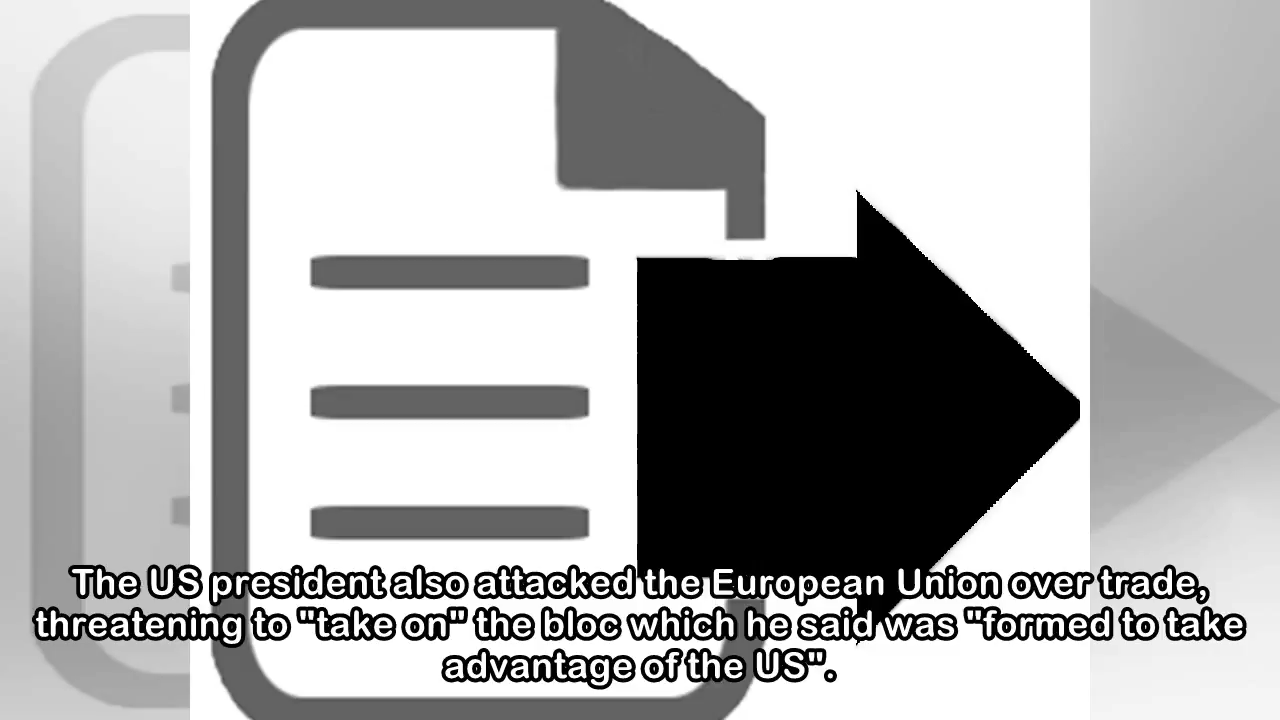 The US president also attacked the European Union over trade,
threatening to "take on" the bloc which he said was "formed to take
advantage of the US".